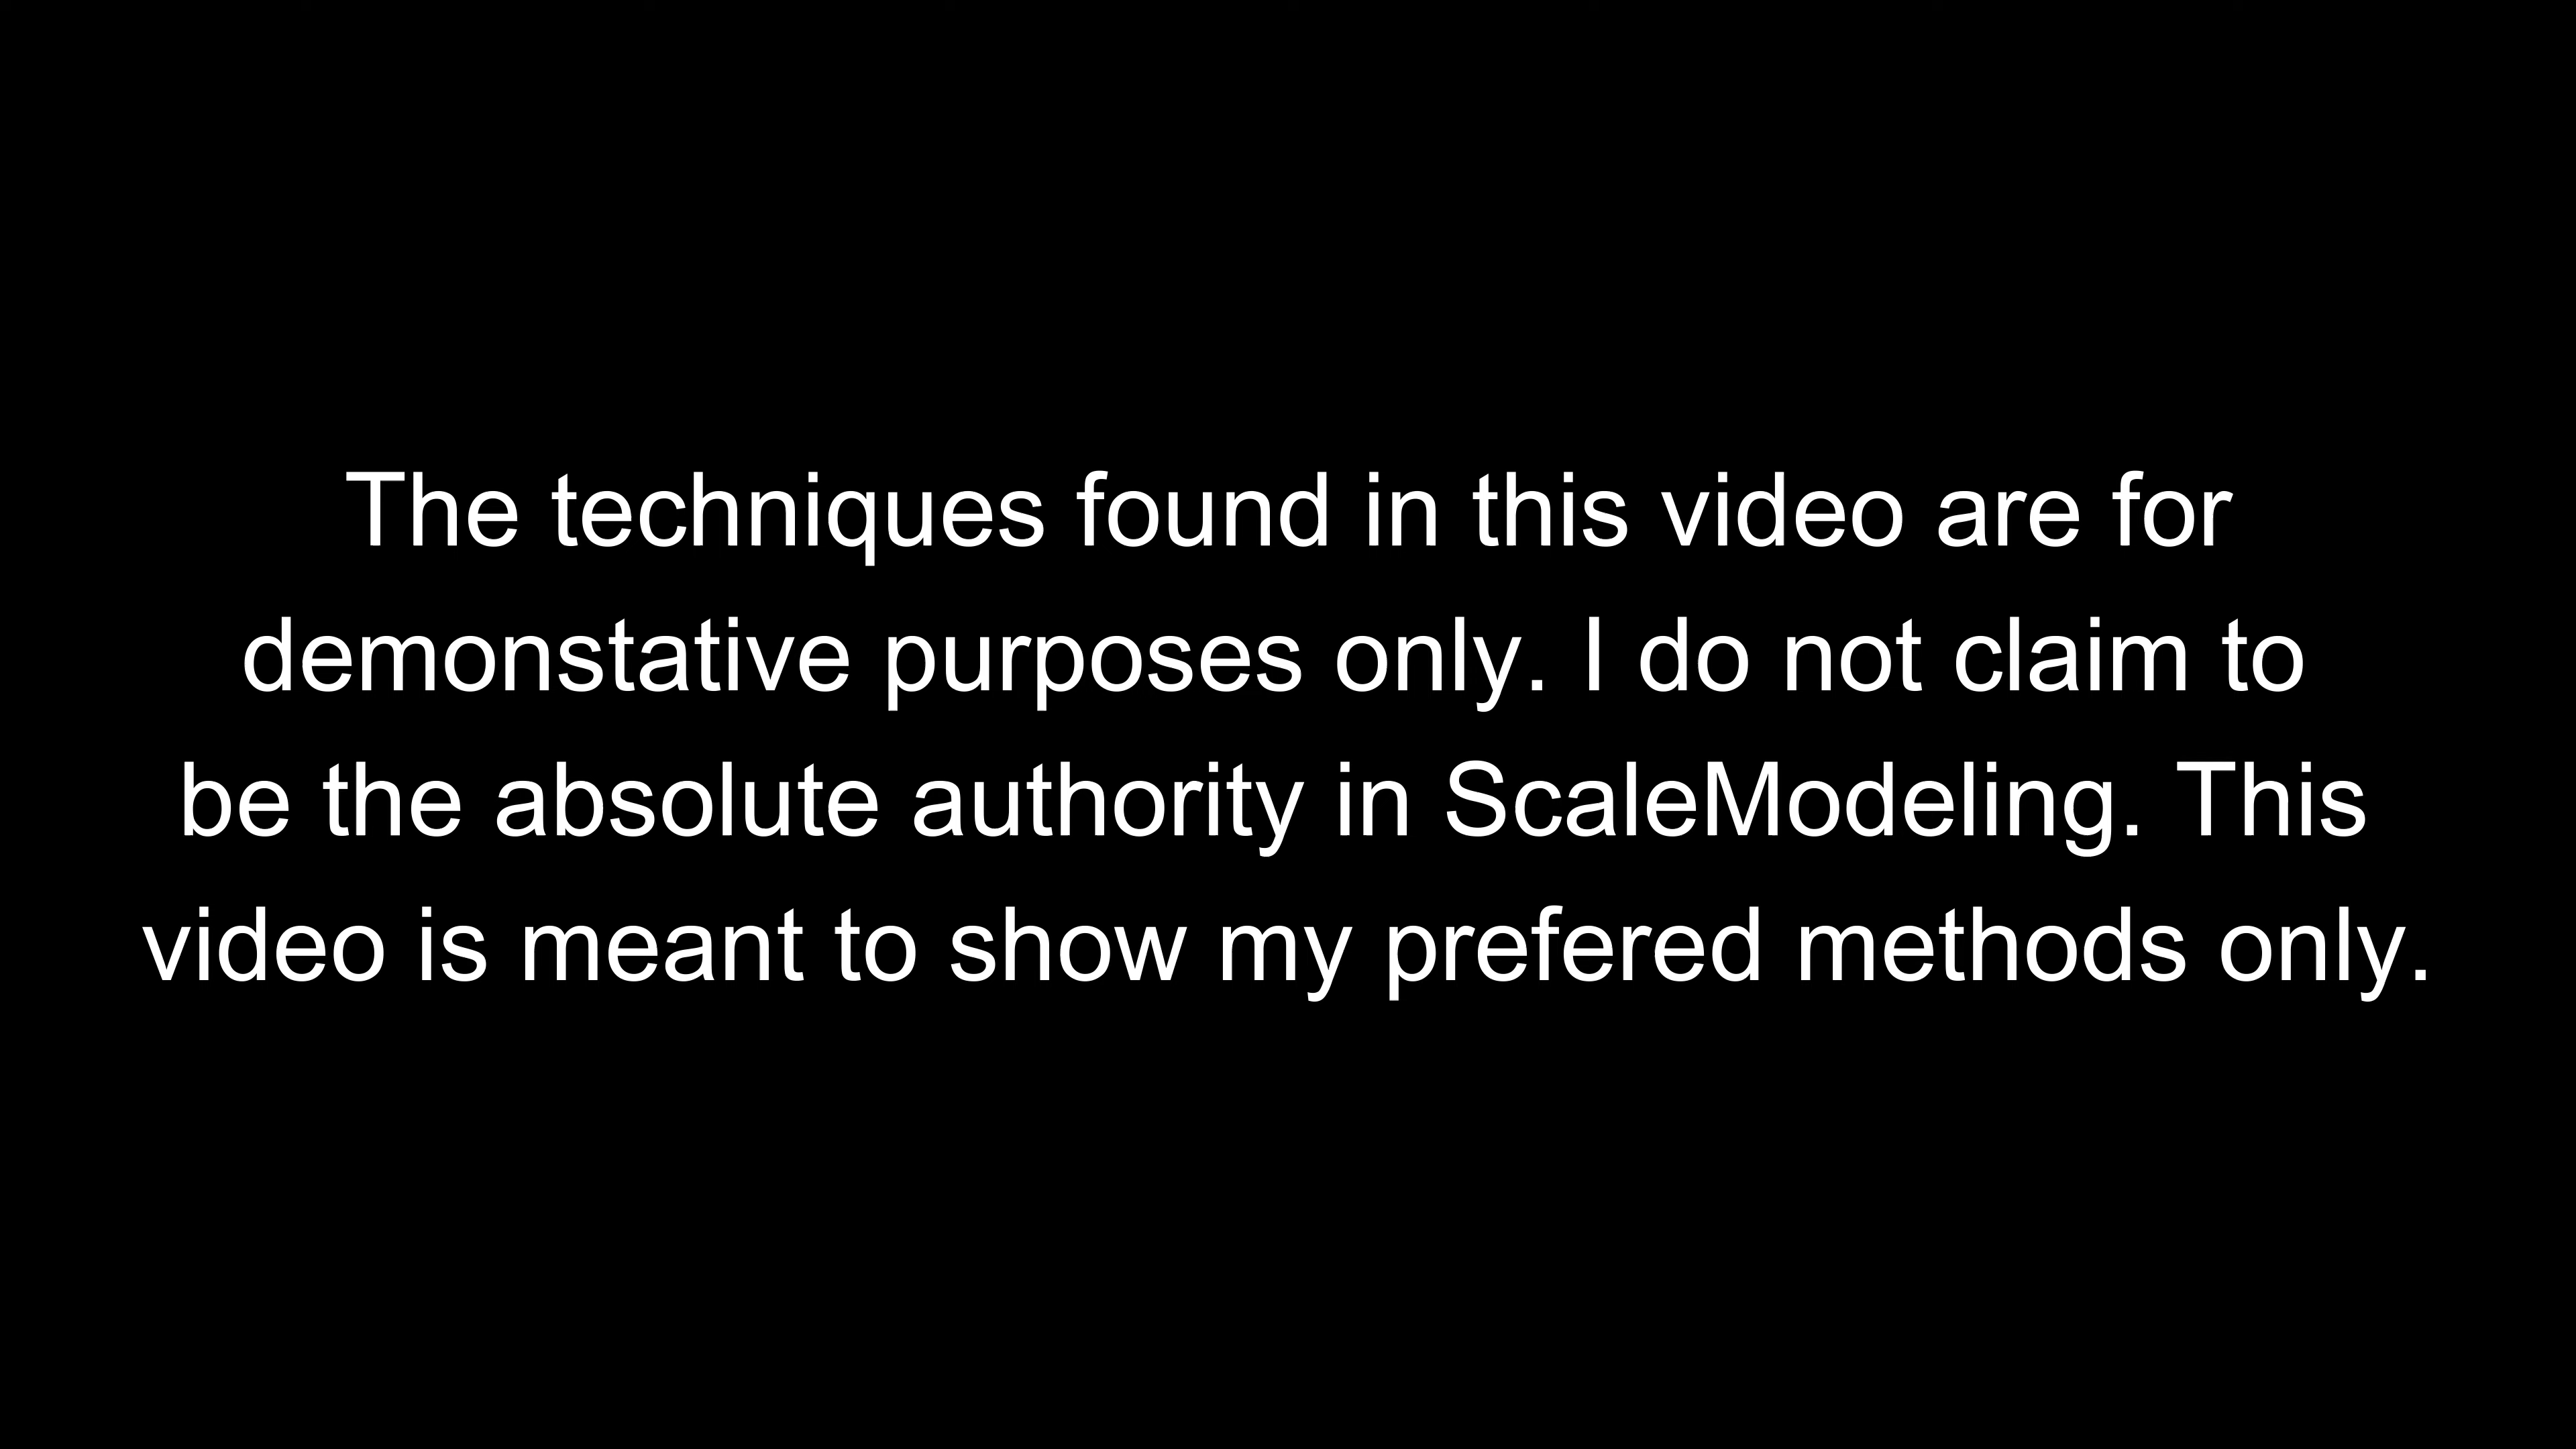 The techniques found in this video are for
demonstative purposes only. I do not claim to
be the absolute authority in ScaleModeling. This
video is meant to show my prefered methods only.